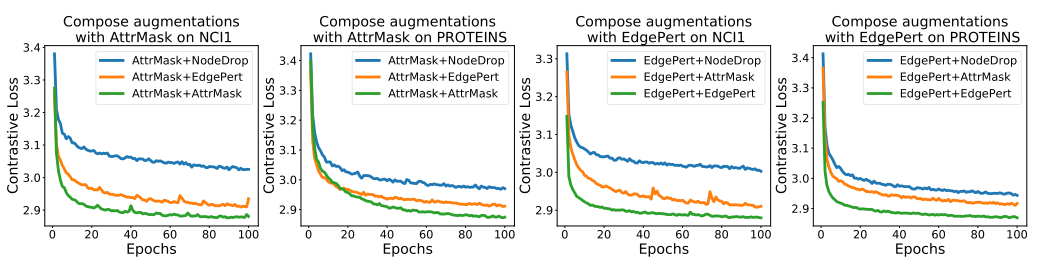 Compose augmentations
with AttrMask on NCI1
Contrastive Loss
3.4
3.3
3.2
3.1
3.0
2.9
AttrMask+NodeDrop
AttrMask+EdgePert
AttrMask+AttrMask
0 20 40 60 80 100
Epochs
Compose augmentations
with AttrMask on PROTEINS
Contrastive Loss
3.4
3.3
3.2
3.1
3.0
2.9
AttrMask+NodeDrop
AttrMask+EdgePert
AttrMask+AttrMask
0 20 40 60 80 100
Epochs
Compose augmentations
with EdgePert on NCI1
Contrastive Loss
3.3
3.2
3.1
3.0
2.9
EdgePert+NodeDrop
EdgePert+AttrMask
EdgePert+EdgePert
0 20 40 60 80 100
Epochs
Compose augmentations
with EdgePert on PROTEINS
Contrastive Loss
3.4
3.3
3.2
3.1
3.0
2.9
EdgePert+NodeDrop
EdgePert+AttrMask
EdgePert+EdgePert
0 20 40 60 80 100
Epochs